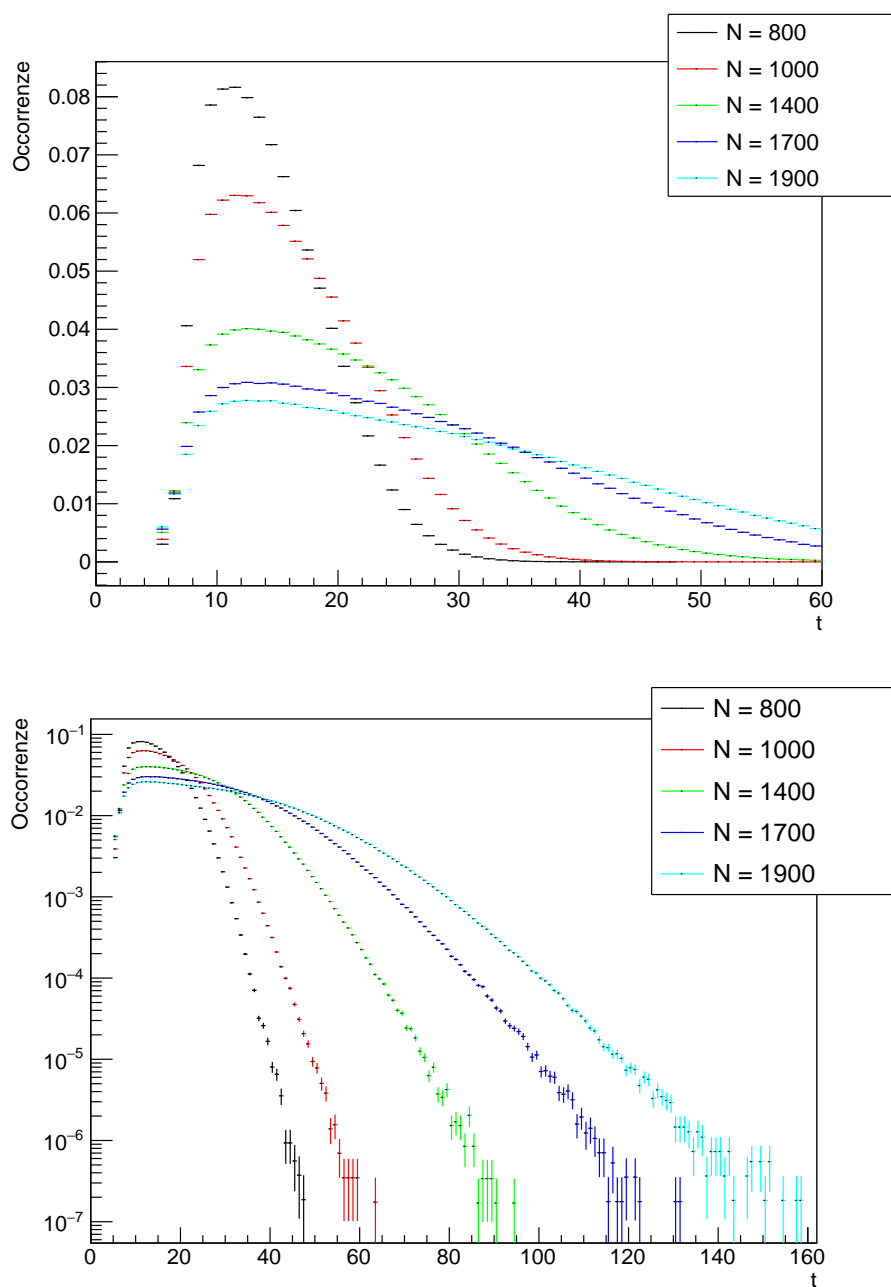 N = 800
N = 1000
N = 1400
N = 1700
N = 1900
Occorrenze
0.08
0.07
0.06
0.05
0.04
0.03
0.02
0.01
0
0 10 20 30 40 50 60
t
N = 800
N = 1000
N = 1400
N = 1700
N = 1900
Occorrenze
10⁻¹
10⁻²
10⁻³
10⁻⁴
10⁻⁵
10⁻⁶
10⁻⁷
0 20 40 60 80 100 120 140 160
t